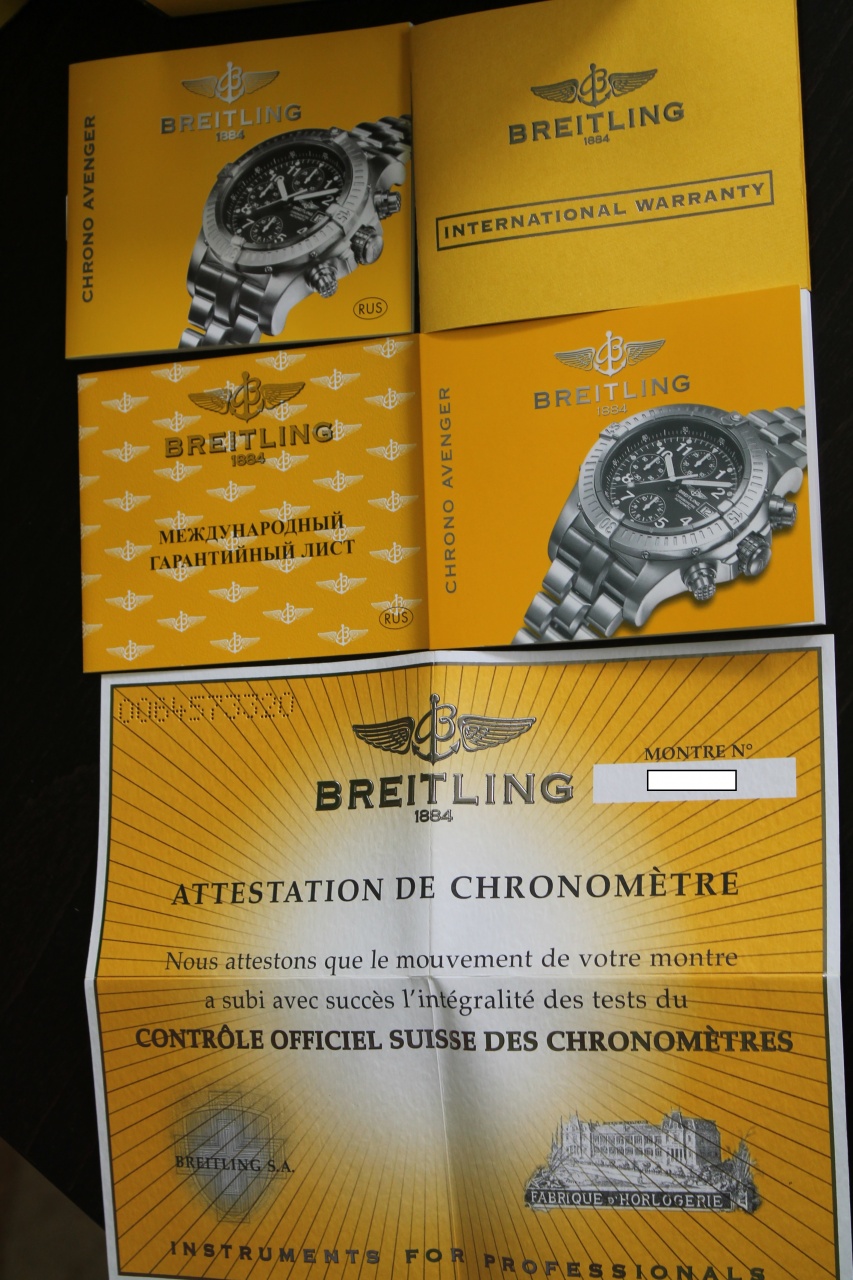 CHRONO AVENGER
BREITLING
1884
RUS
BREITLING
1884
INTERNATIONAL WARRANTY
BREITLING
1884
МЕЖДУНАРОДНЫЙ
ГАРАНТИЙНЫЙ ЛИСТ
RUS
CHRONO AVENGER
BREITLING
1884
0084573320
BREITLING
1884
MONTRE N°
ATTESTATION DE CHRONOMÈTRE
Nous attestons que le mouvement de votre montre
a subi avec succès l'intégralité des tests du
CONTRÔLE OFFICIEL SUISSE DES CHRONOMÈTRES
BREITLING S.A.
FABRIQUE D'HORLOGERIE
INSTRUMENTS FOR PROFESSIONALS